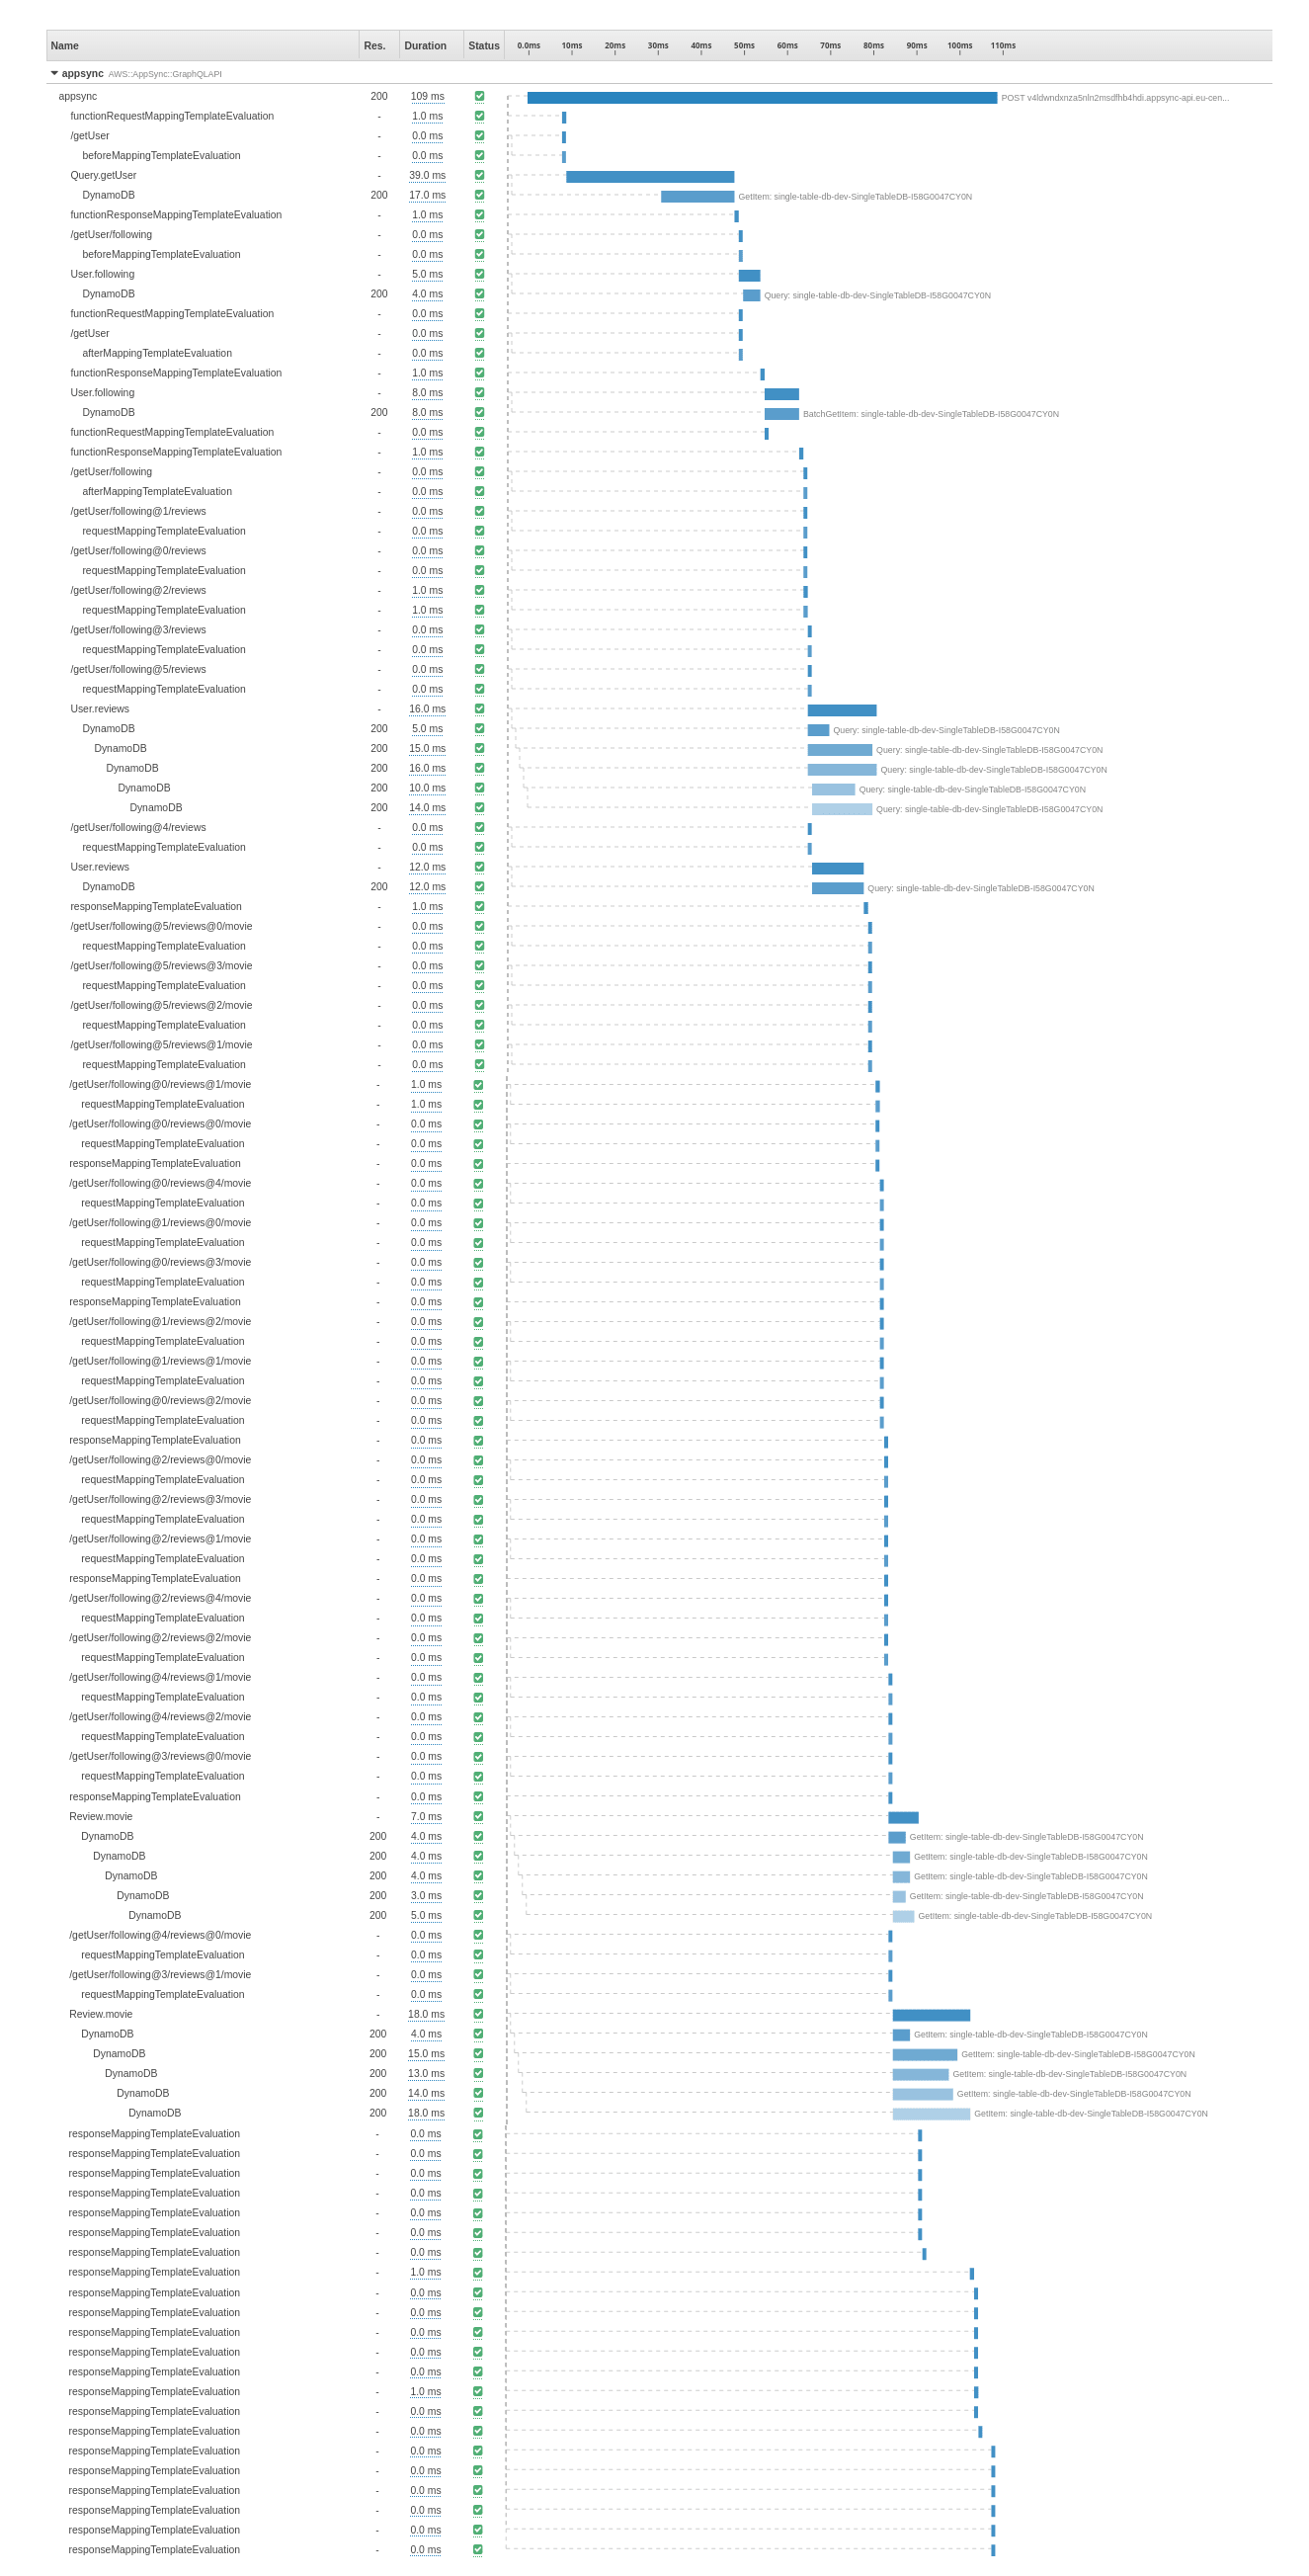 Name Res. Duration Status 0.0ms 10ms 20ms 30ms 40ms 50ms 60ms 70ms 80ms 90ms 100ms 110ms
appsync AWS::AppSync::GraphQLAPI
appsync 200 109 ms POST v4ldwndxnza5nln2msdfhb4hdi.appsync-api.eu-cen...
functionRequestMappingTemplateEvaluation - 1.0 ms
/getUser - 0.0 ms
beforeMappingTemplateEvaluation - 0.0 ms
Query.getUser - 39.0 ms
DynamoDB 200 17.0 ms GetItem: single-table-db-dev-SingleTableDB-I58G0047CY0N
functionResponseMappingTemplateEvaluation - 1.0 ms
/getUser/following - 0.0 ms
beforeMappingTemplateEvaluation - 0.0 ms
User.following - 5.0 ms
DynamoDB 200 4.0 ms Query: single-table-db-dev-SingleTableDB-I58G0047CY0N
functionRequestMappingTemplateEvaluation - 0.0 ms
/getUser - 0.0 ms
afterMappingTemplateEvaluation - 0.0 ms
functionResponseMappingTemplateEvaluation - 1.0 ms
User.following - 8.0 ms
DynamoDB 200 8.0 ms BatchGetItem: single-table-db-dev-SingleTableDB-I58G0047CY0N
functionRequestMappingTemplateEvaluation - 0.0 ms
functionResponseMappingTemplateEvaluation - 1.0 ms
/getUser/following - 0.0 ms
afterMappingTemplateEvaluation - 0.0 ms
/getUser/following@1/reviews - 0.0 ms
requestMappingTemplateEvaluation - 0.0 ms
/getUser/following@0/reviews - 0.0 ms
requestMappingTemplateEvaluation - 0.0 ms
/getUser/following@2/reviews - 1.0 ms
requestMappingTemplateEvaluation - 1.0 ms
/getUser/following@3/reviews - 0.0 ms
requestMappingTemplateEvaluation - 0.0 ms
/getUser/following@5/reviews - 0.0 ms
requestMappingTemplateEvaluation - 0.0 ms
User.reviews - 16.0 ms
DynamoDB 200 5.0 ms Query: single-table-db-dev-SingleTableDB-I58G0047CY0N
DynamoDB 200 15.0 ms Query: single-table-db-dev-SingleTableDB-I58G0047CY0N
DynamoDB 200 16.0 ms Query: single-table-db-dev-SingleTableDB-I58G0047CY0N
DynamoDB 200 10.0 ms Query: single-table-db-dev-SingleTableDB-I58G0047CY0N
DynamoDB 200 14.0 ms Query: single-table-db-dev-SingleTableDB-I58G0047CY0N
/getUser/following@4/reviews - 0.0 ms
requestMappingTemplateEvaluation - 0.0 ms
User.reviews - 12.0 ms
DynamoDB 200 12.0 ms Query: single-table-db-dev-SingleTableDB-I58G0047CY0N
responseMappingTemplateEvaluation - 1.0 ms
/getUser/following@5/reviews@0/movie - 0.0 ms
requestMappingTemplateEvaluation - 0.0 ms
/getUser/following@5/reviews@3/movie - 0.0 ms
requestMappingTemplateEvaluation - 0.0 ms
/getUser/following@5/reviews@2/movie - 0.0 ms
requestMappingTemplateEvaluation - 0.0 ms
/getUser/following@5/reviews@1/movie - 0.0 ms
requestMappingTemplateEvaluation - 0.0 ms
/getUser/following@0/reviews@1/movie - 1.0 ms
requestMappingTemplateEvaluation - 1.0 ms
/getUser/following@0/reviews@0/movie - 0.0 ms
requestMappingTemplateEvaluation - 0.0 ms
responseMappingTemplateEvaluation - 0.0 ms
/getUser/following@0/reviews@4/movie - 0.0 ms
requestMappingTemplateEvaluation - 0.0 ms
/getUser/following@1/reviews@0/movie - 0.0 ms
requestMappingTemplateEvaluation - 0.0 ms
/getUser/following@0/reviews@3/movie - 0.0 ms
requestMappingTemplateEvaluation - 0.0 ms
responseMappingTemplateEvaluation - 0.0 ms
/getUser/following@1/reviews@2/movie - 0.0 ms
requestMappingTemplateEvaluation - 0.0 ms
/getUser/following@1/reviews@1/movie - 0.0 ms
requestMappingTemplateEvaluation - 0.0 ms
/getUser/following@0/reviews@2/movie - 0.0 ms
requestMappingTemplateEvaluation - 0.0 ms
responseMappingTemplateEvaluation - 0.0 ms
/getUser/following@2/reviews@0/movie - 0.0 ms
requestMappingTemplateEvaluation - 0.0 ms
/getUser/following@2/reviews@3/movie - 0.0 ms
requestMappingTemplateEvaluation - 0.0 ms
/getUser/following@2/reviews@1/movie - 0.0 ms
requestMappingTemplateEvaluation - 0.0 ms
responseMappingTemplateEvaluation - 0.0 ms
/getUser/following@2/reviews@4/movie - 0.0 ms
requestMappingTemplateEvaluation - 0.0 ms
/getUser/following@2/reviews@2/movie - 0.0 ms
requestMappingTemplateEvaluation - 0.0 ms
/getUser/following@4/reviews@1/movie - 0.0 ms
requestMappingTemplateEvaluation - 0.0 ms
/getUser/following@4/reviews@2/movie - 0.0 ms
requestMappingTemplateEvaluation - 0.0 ms
/getUser/following@3/reviews@0/movie - 0.0 ms
requestMappingTemplateEvaluation - 0.0 ms
responseMappingTemplateEvaluation - 0.0 ms
Review.movie - 7.0 ms
DynamoDB 200 4.0 ms GetItem: single-table-db-dev-SingleTableDB-I58G0047CY0N
DynamoDB 200 4.0 ms GetItem: single-table-db-dev-SingleTableDB-I58G0047CY0N
DynamoDB 200 4.0 ms GetItem: single-table-db-dev-SingleTableDB-I58G0047CY0N
DynamoDB 200 3.0 ms GetItem: single-table-db-dev-SingleTableDB-I58G0047CY0N
DynamoDB 200 5.0 ms GetItem: single-table-db-dev-SingleTableDB-I58G0047CY0N
/getUser/following@4/reviews@0/movie - 0.0 ms
requestMappingTemplateEvaluation - 0.0 ms
/getUser/following@3/reviews@1/movie - 0.0 ms
requestMappingTemplateEvaluation - 0.0 ms
Review.movie - 18.0 ms
DynamoDB 200 4.0 ms GetItem: single-table-db-dev-SingleTableDB-I58G0047CY0N
DynamoDB 200 15.0 ms GetItem: single-table-db-dev-SingleTableDB-I58G0047CY0N
DynamoDB 200 13.0 ms GetItem: single-table-db-dev-SingleTableDB-I58G0047CY0N
DynamoDB 200 14.0 ms GetItem: single-table-db-dev-SingleTableDB-I58G0047CY0N
DynamoDB 200 18.0 ms GetItem: single-table-db-dev-SingleTableDB-I58G0047CY0N
responseMappingTemplateEvaluation - 0.0 ms
responseMappingTemplateEvaluation - 0.0 ms
responseMappingTemplateEvaluation - 0.0 ms
responseMappingTemplateEvaluation - 0.0 ms
responseMappingTemplateEvaluation - 0.0 ms
responseMappingTemplateEvaluation - 0.0 ms
responseMappingTemplateEvaluation - 0.0 ms
responseMappingTemplateEvaluation - 1.0 ms
responseMappingTemplateEvaluation - 0.0 ms
responseMappingTemplateEvaluation - 0.0 ms
responseMappingTemplateEvaluation - 0.0 ms
responseMappingTemplateEvaluation - 0.0 ms
responseMappingTemplateEvaluation - 0.0 ms
responseMappingTemplateEvaluation - 1.0 ms
responseMappingTemplateEvaluation - 0.0 ms
responseMappingTemplateEvaluation - 0.0 ms
responseMappingTemplateEvaluation - 0.0 ms
responseMappingTemplateEvaluation - 0.0 ms
responseMappingTemplateEvaluation - 0.0 ms
responseMappingTemplateEvaluation - 0.0 ms
responseMappingTemplateEvaluation - 0.0 ms
responseMappingTemplateEvaluation - 0.0 ms